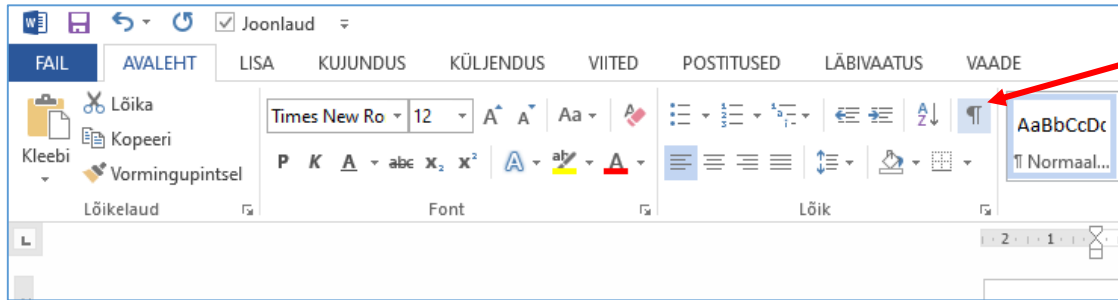 Joonlaud
FAIL AVALEHT LISA KUJUNDUS KÜLJENDUS VIITED POSTITUSED LÄBIVAATUS VAADE
Kleebi
Lõika
Kopeeri
Vormingupintsel
Lõikelaud
Times New Ro 12 A A Aa
P K A abc x₂ x² A aby A
Font
A Z ¶
Lõik
AaBbCcDc
¶ Normaal...
L
2 1